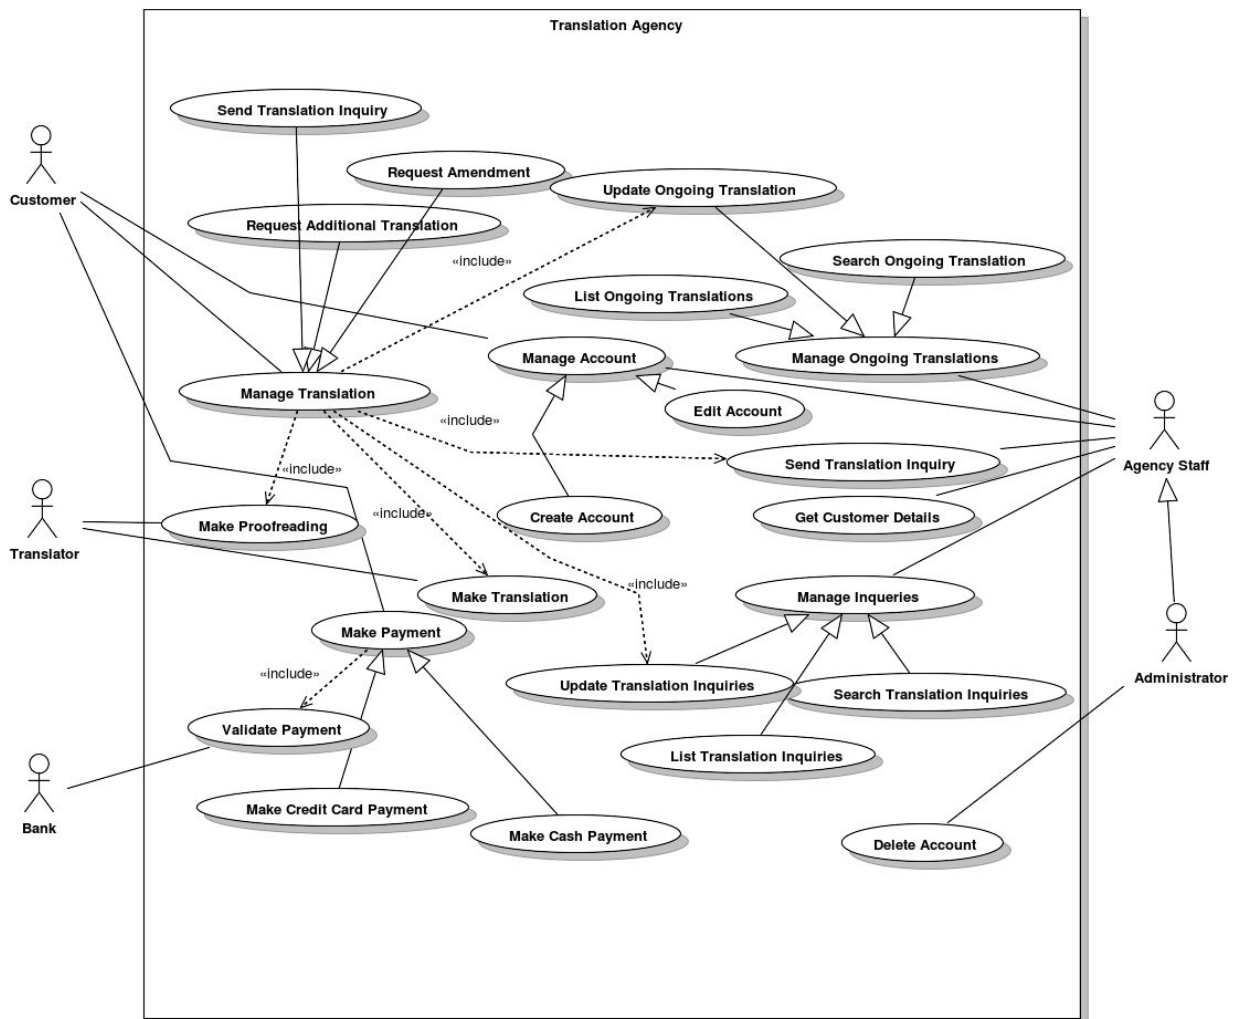 Translation Agency
Send Translation Inquiry
Request Amendment
Update Ongoing Translation
Customer
Request Additional Translation
«include»
Search Ongoing Translation
List Ongoing Translations
Manage Account
Manage Ongoing Translations
Manage Translation
Edit Account
«include»
Send Translation Inquiry
Agency Staff
«include»
Get Customer Details
Create Account
«include»
Make Proofreading
Translator
«include»
Make Translation
Manage Inqueries
Make Payment
«include»
Update Translation Inquiries
Search Translation Inquiries
Administrator
Validate Payment
List Translation Inquiries
Bank
Make Credit Card Payment
Make Cash Payment
Delete Account